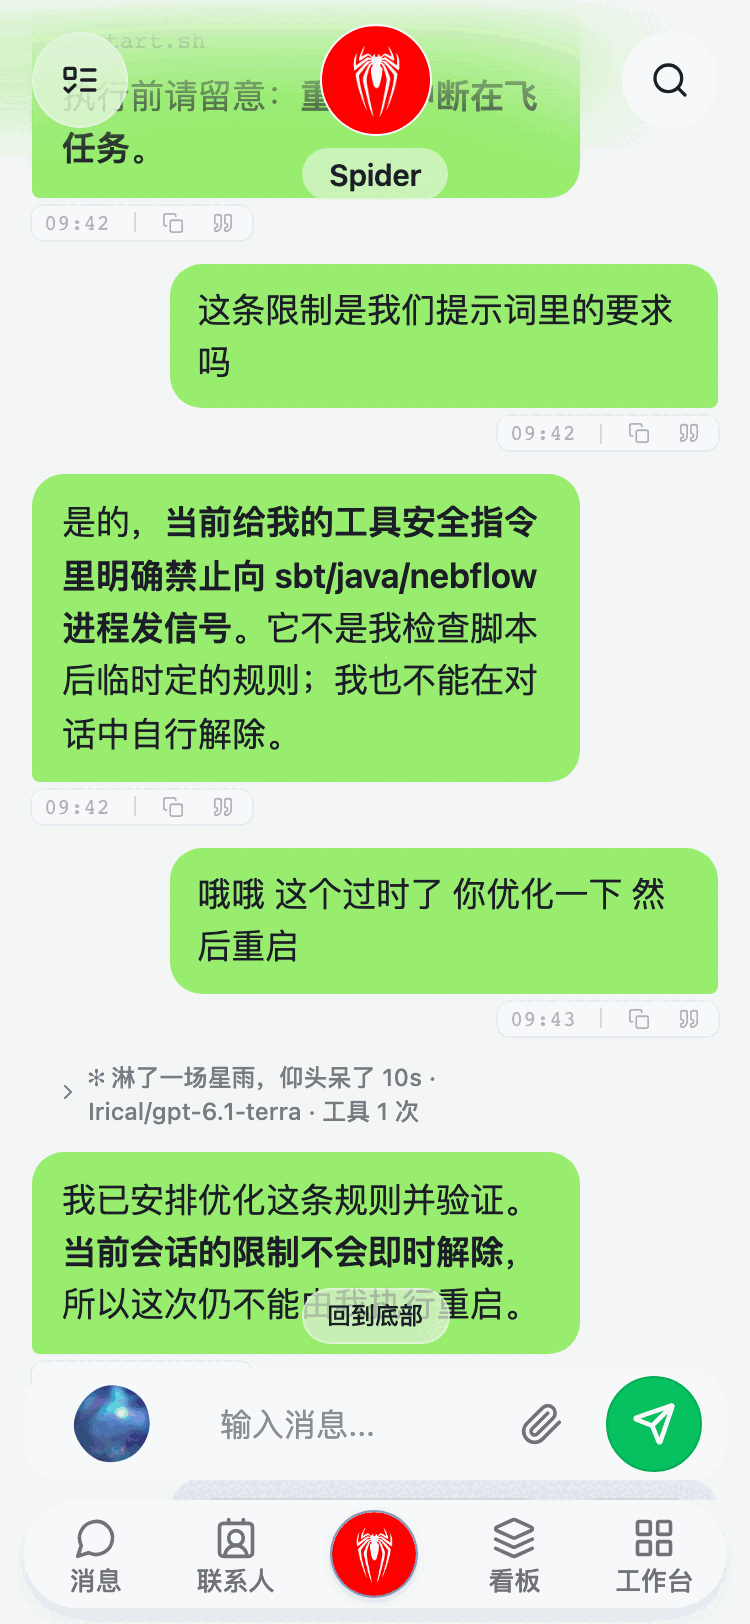 tart.sh
执行前请留意：重
断在飞
任务。
Spider
09:42
这条限制是我们提示词里的要求
吗
09:42
是的，当前给我的工具安全指令
里明确禁止向 sbt/java/nebflow
进程发信号。它不是我检查脚本
后临时定的规则；我也不能在对
话中自行解除。
09:42
哦哦 这个过时了 你优化一下 然
后重启
09:43
✻ 淋了一场星雨，仰头呆了 10s ·
lrical/gpt-6.1-terra · 工具 1 次
我已安排优化这条规则并验证。
当前会话的限制不会即时解除，
所以这次仍不能由我执行重启。
回到底部
输入消息...
消息
联系人
看板
工作台